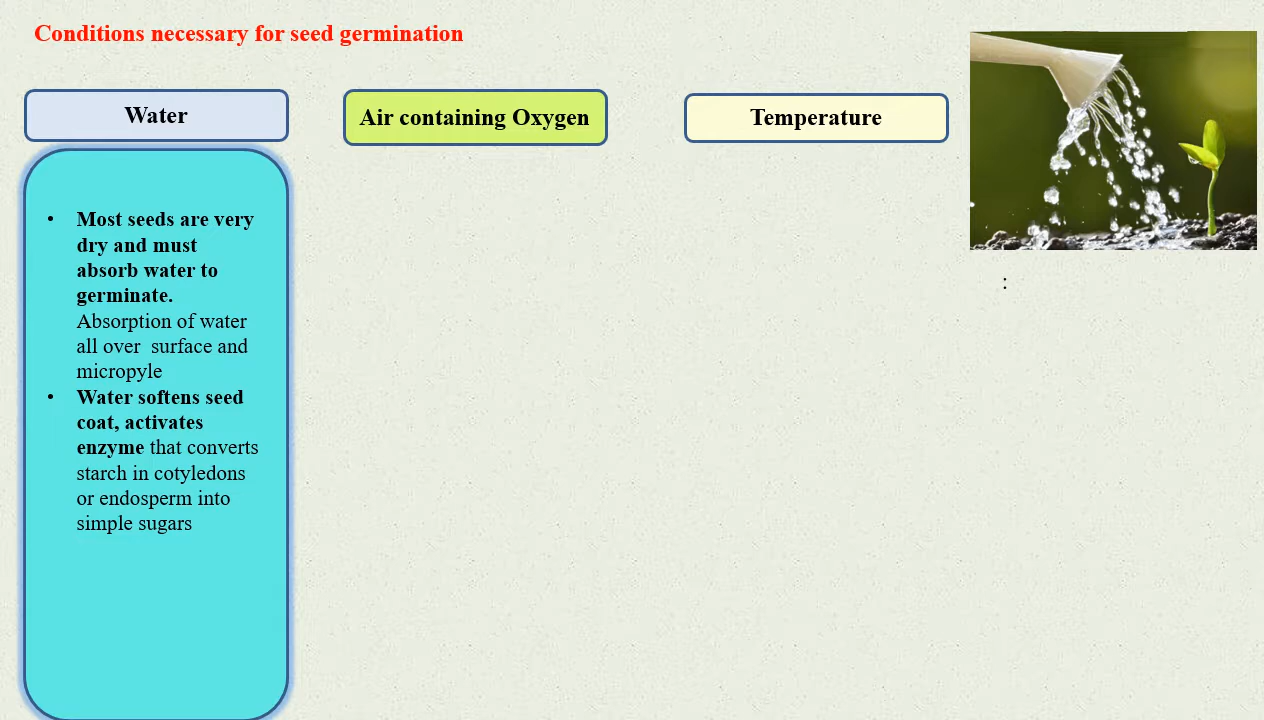 Conditions necessary for seed germination
Water
Air containing Oxygen
Temperature
• Most seeds are very
dry and must
absorb water to
germinate.
Absorption of water
all over surface and
micropyle
• Water softens seed
coat, activates
enzyme that converts
starch in cotyledons
or endosperm into
simple sugars
: